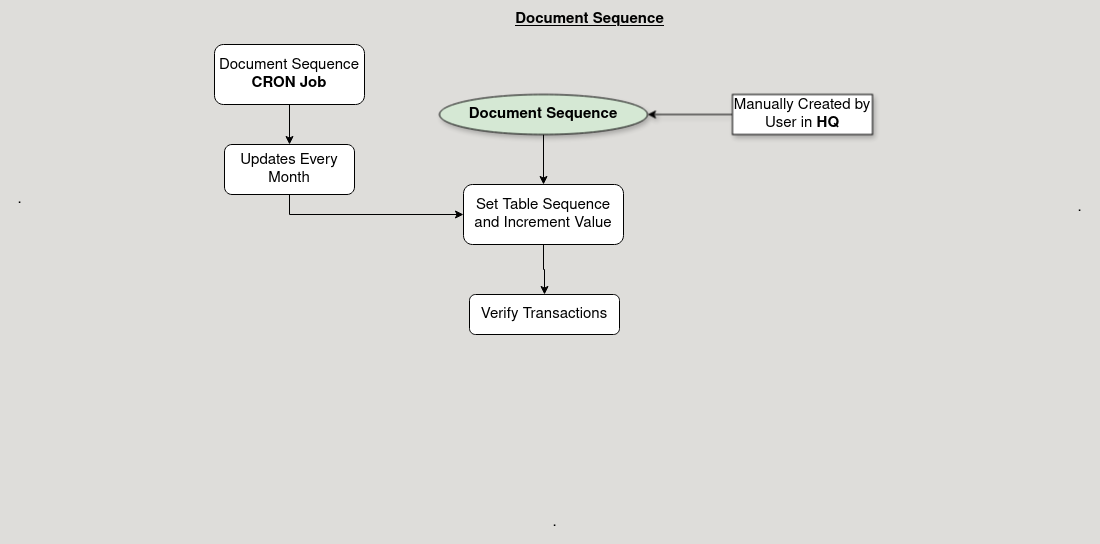 Document Sequence
Document Sequence
CRON Job
Document Sequence
Manually Created by
User in HQ
Updates Every
Month
Set Table Sequence
and Increment Value
Verify Transactions